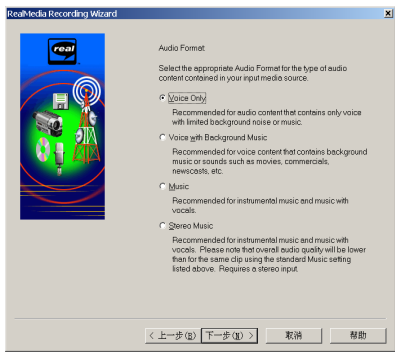 RealMedia Recording Wizard
real
Audio Format:
Select the appropriate Audio Format for the type of audio
content contained in your input media source.
Voice Only
Recommended for audio content that contains only voice
with limited background noise or music.
Voice with Background Music
Recommended for voice content that contains background
music or sounds such as movies, commercials,
newscasts, etc.
Music
Recommended for instrumental music and music with
vocals.
Stereo Music
Recommended for instrumental music and music with
vocals. Please note that overall audio quality will be lower
than for the same clip using the standard Music setting
listed above. Requires a stereo input.
< 上一步(B) 下一步(N) > 取消 帮助